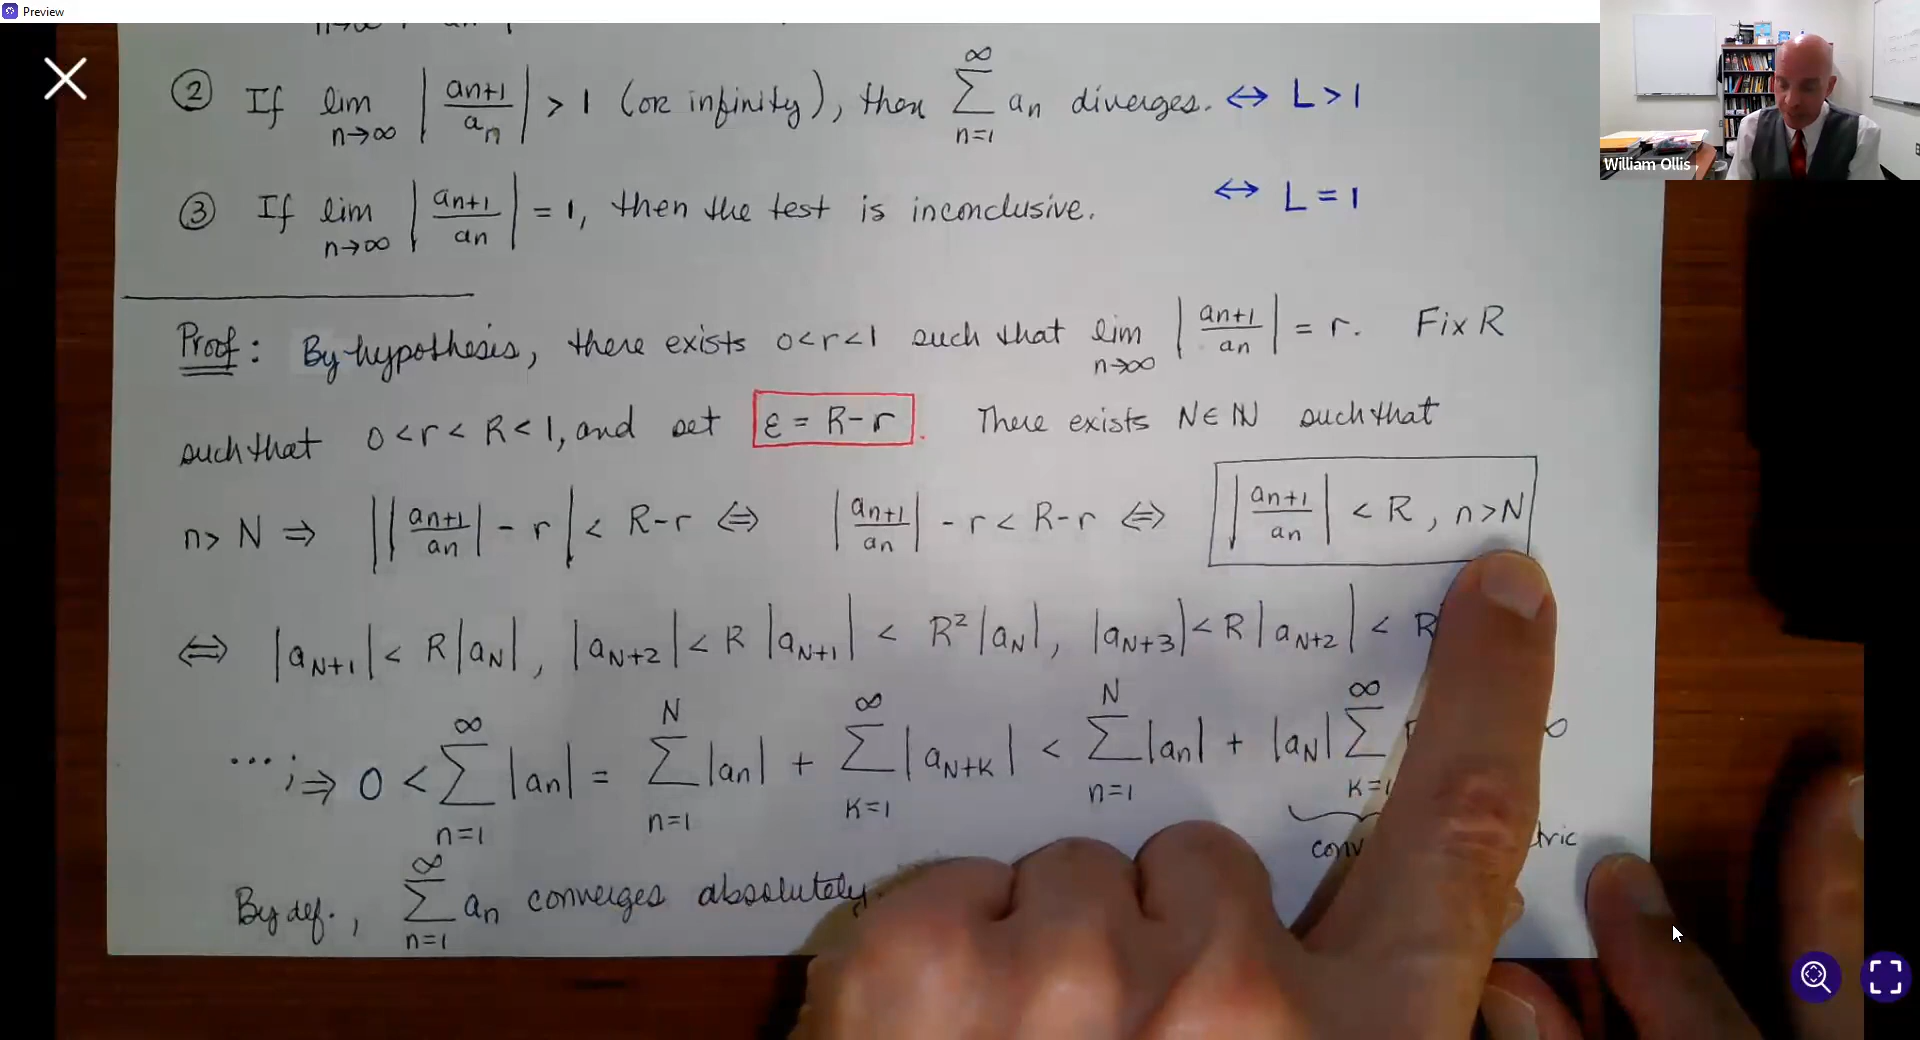 Preview
② If lim n→∞ |an+1/an| > 1 (or infinity), then ∞ Σ n=1 an diverges. ⟷ L > 1
③ If lim n→∞ |an+1/an| = 1, then the test is inconclusive. ⟷ L = 1
William Ollis
Proof: By hypothesis, there exists 0<r<1 such that lim n→∞ |an+1/an| = r. Fix R
such that 0<r<R<1, and set ε = R-r. There exists N∈ℕ such that
n > N ⇒ ||an+1/an| - r| < R-r ⇔ |an+1/an| - r < R-r ⇔ |an+1/an| < R, n>N
⇔ |aN+1| < R|aN|, |aN+2| < R|aN+1| < R²|aN|, |aN+3| < R|aN+2| < R
...; ⇒ 0 < ∞ Σ n=1 |an| = N Σ n=1 |an| + ∞ Σ K=1 |aN+K| < N Σ n=1 |an| + |aN| ∞ Σ K=1
By def., ∞ Σ n=1 an converges absolutely.